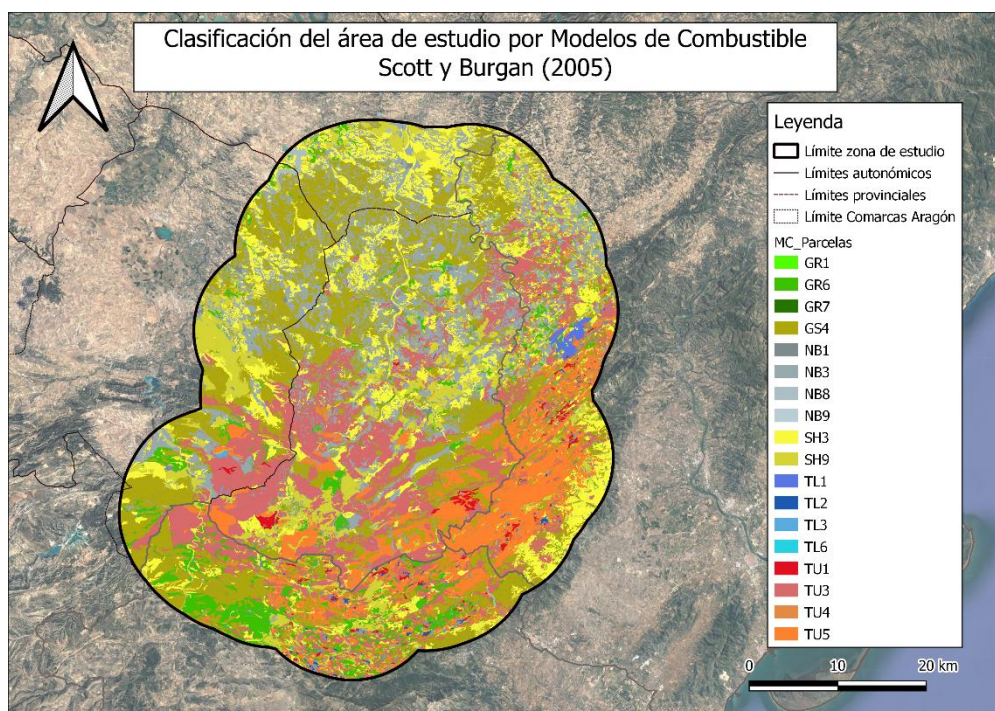 Clasificación del área de estudio por Modelos de Combustible
Scott y Burgan (2005)
Leyenda
Límite zona de estudio
Límites autonómicos
Límites provinciales
Límite Comarcas Aragón
MC_Parcelas
GR1
GR6
GR7
GS4
NB1
NB3
NB8
NB9
SH3
SH9
TL1
TL2
TL3
TL6
TU1
TU3
TU4
TU5
0 10 20 km